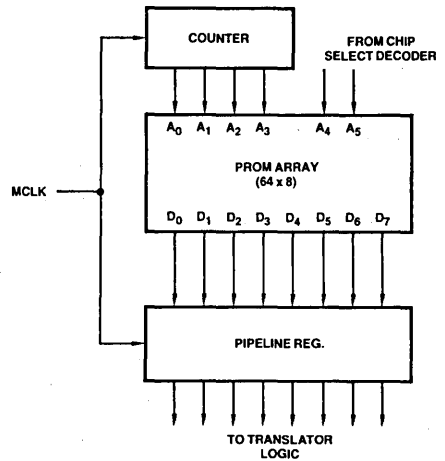 COUNTER
FROM CHIP
SELECT DECODER
A0 A1 A2 A3 A4 A5
PROM ARRAY
(64 x 8)
MCLK
D0 D1 D2 D3 D4 D5 D6 D7
PIPELINE REG.
TO TRANSLATOR
LOGIC